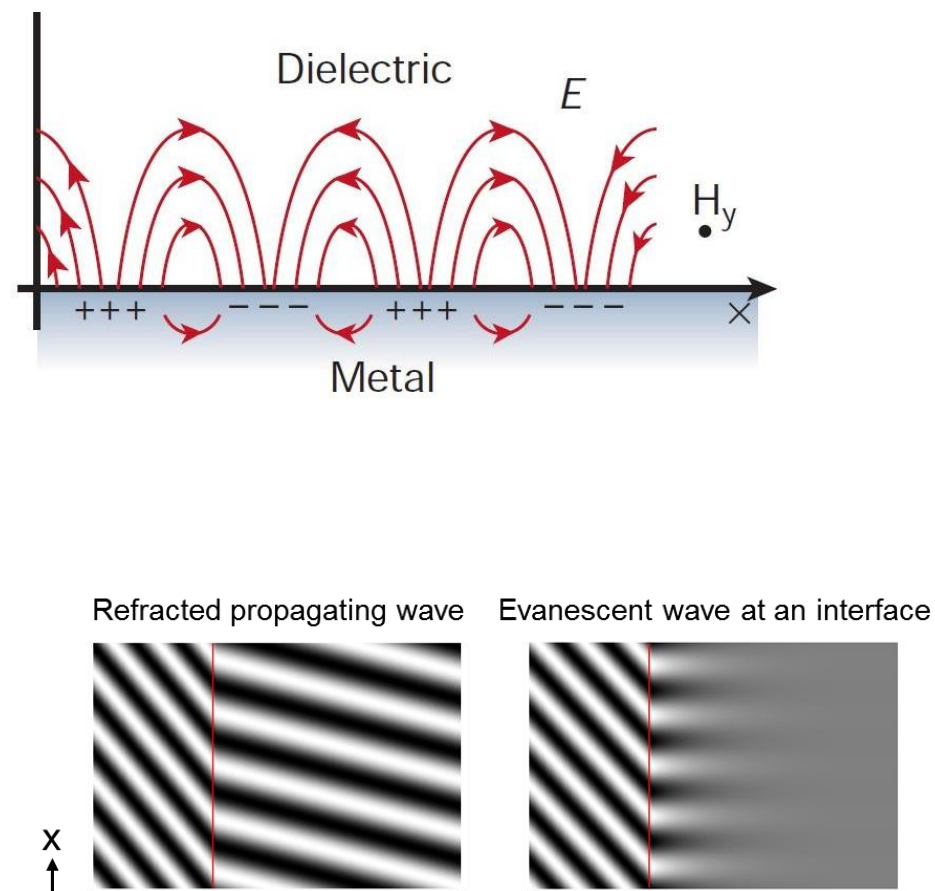 Dielectric
E
H_y
+++ − − − +++ − − −
x
Metal
Refracted propagating wave
Evanescent wave at an interface
x